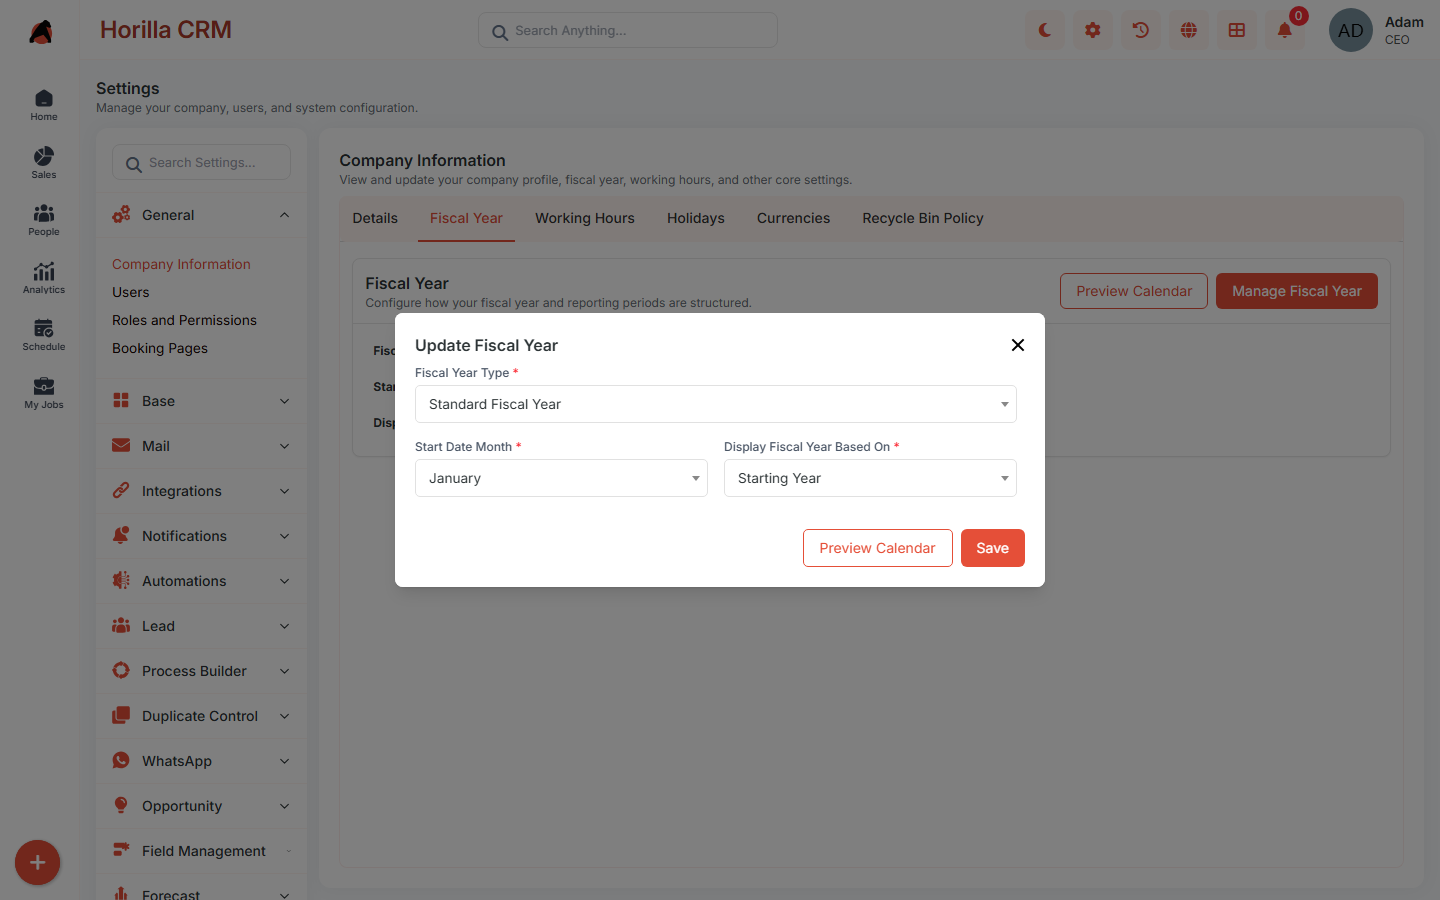 Horilla CRM
Search Anything...
0
AD
Adam
CEO
Home
Sales
People
Analytics
Schedule
My Jobs
Settings
Manage your company, users, and system configuration.
Search Settings...
General
Company Information
Users
Roles and Permissions
Booking Pages
Base
Mail
Integrations
Notifications
Automations
Lead
Process Builder
Duplicate Control
WhatsApp
Opportunity
Field Management
Forecast
Company Information
View and update your company profile, fiscal year, working hours, and other core settings.
Details
Fiscal Year
Working Hours
Holidays
Currencies
Recycle Bin Policy
Fiscal Year
Configure how your fiscal year and reporting periods are structured.
Preview Calendar
Manage Fiscal Year
Update Fiscal Year
Fiscal Year Type *
Standard Fiscal Year
Start Date Month *
January
Display Fiscal Year Based On *
Starting Year
Preview Calendar
Save